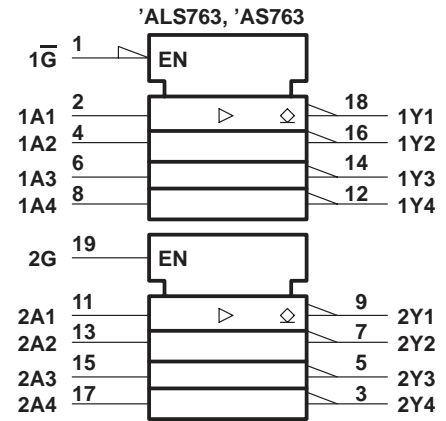 ’ALS763, ’AS763
1G̅ 1 EN
1A1 2 ▷ ◇ 18 1Y1
1A2 4 16 1Y2
1A3 6 14 1Y3
1A4 8 12 1Y4
2G 19 EN
2A1 11 ▷ ◇ 9 2Y1
2A2 13 7 2Y2
2A3 15 5 2Y3
2A4 17 3 2Y4